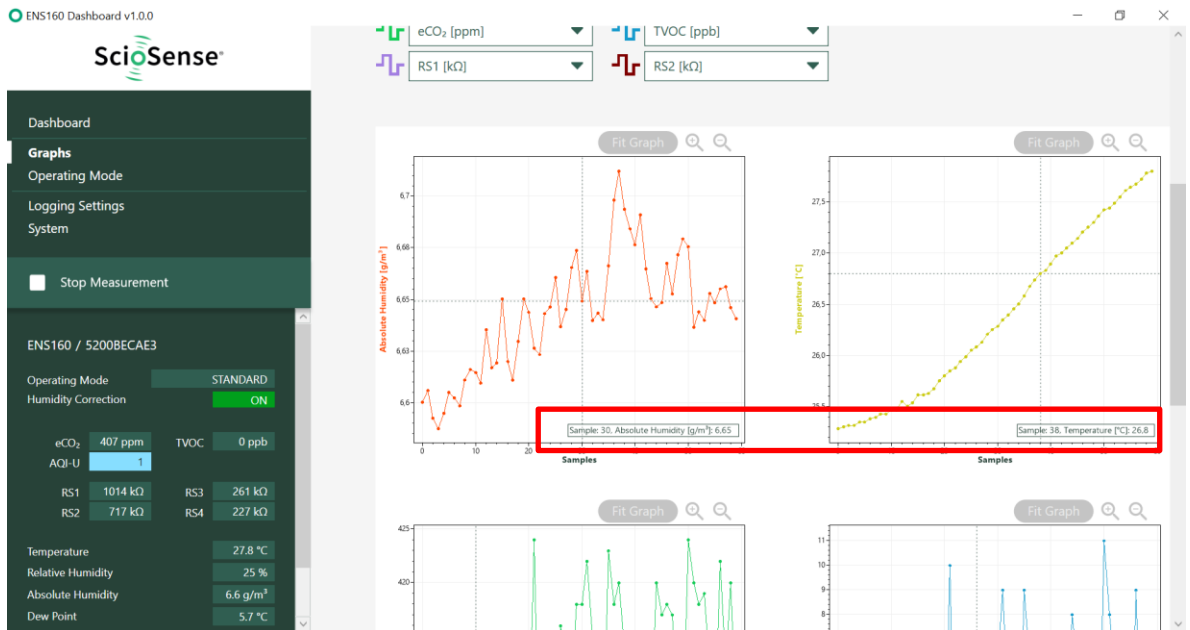 ENS160 Dashboard v1.0.0
ScioSense®
Dashboard
Graphs
Operating Mode
Logging Settings
System
Stop Measurement
ENS160 / 5200BECAE3
Operating Mode STANDARD
Humidity Correction ON
eCO₂ 407 ppm TVOC 0 ppb
AQI-U 1
RS1 1014 kΩ RS3 261 kΩ
RS2 717 kΩ RS4 227 kΩ
Temperature 27.8 °C
Relative Humidity 25 %
Absolute Humidity 6.6 g/m³
Dew Point 5.7 °C
eCO₂ [ppm] TVOC [ppb]
RS1 [kΩ] RS2 [kΩ]
Fit Graph
Absolute Humidity [g/m³]
6,7
6,68
6,65
6,63
6,6
0 10 20
Sample: 30. Absolute Humidity [g/m³]: 6,65
Samples
Fit Graph
Temperature [°C]
27,5
27,0
26,5
26,0
25,5
Sample: 38. Temperature [°C]: 26.8
Samples
Fit Graph
425
420
Fit Graph
11
10
9
8